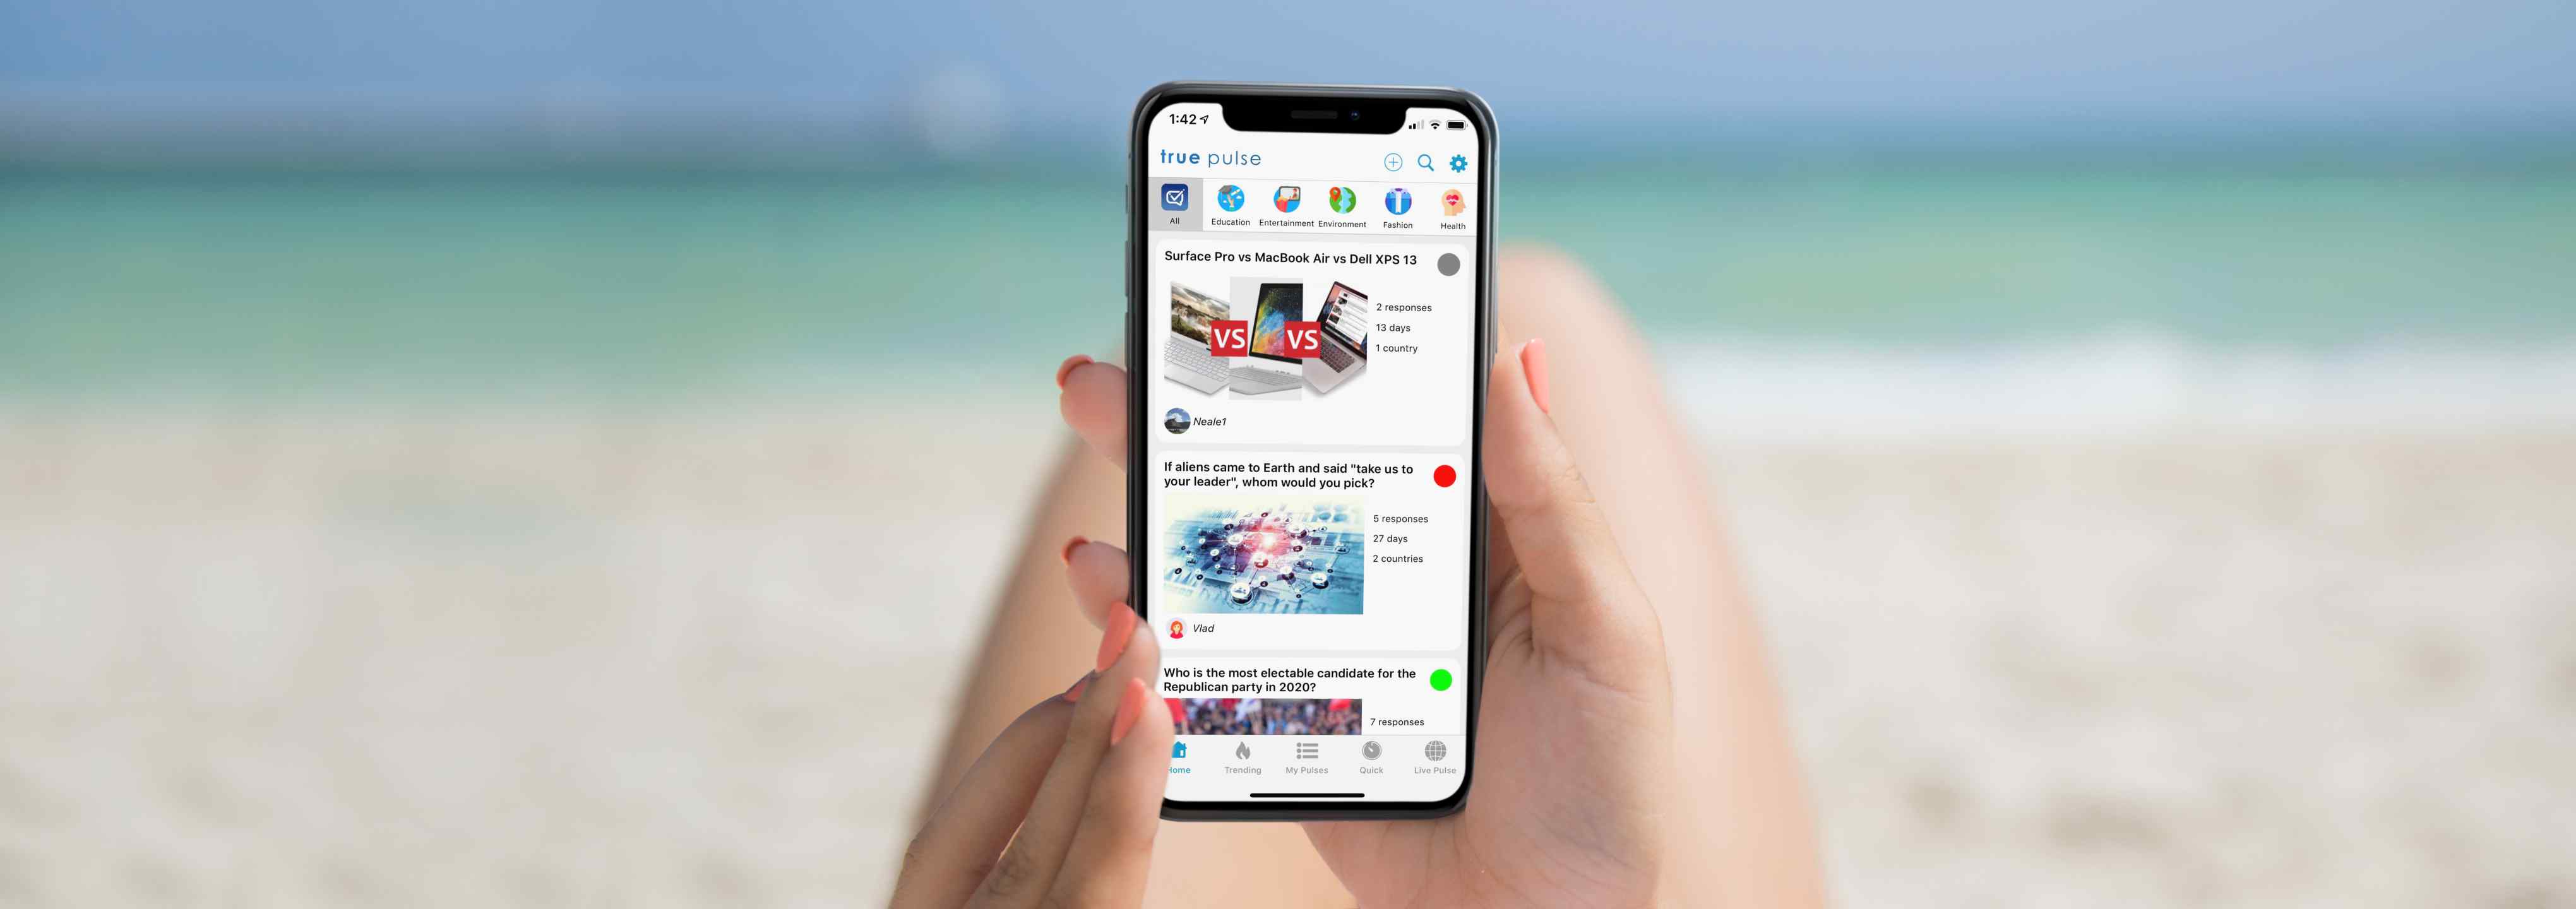 1:42
true pulse
All
Education
Entertainment
Environment
Fashion
Health
Surface Pro vs MacBook Air vs Dell XPS 13
VS
VS
2 responses
13 days
1 country
Neale1
If aliens came to Earth and said "take us to
your leader", whom would you pick?
5 responses
27 days
2 countries
Vlad
Who is the most electable candidate for the
Republican party in 2020?
7 responses
Home
Trending
My Pulses
Quick
Live Pulse